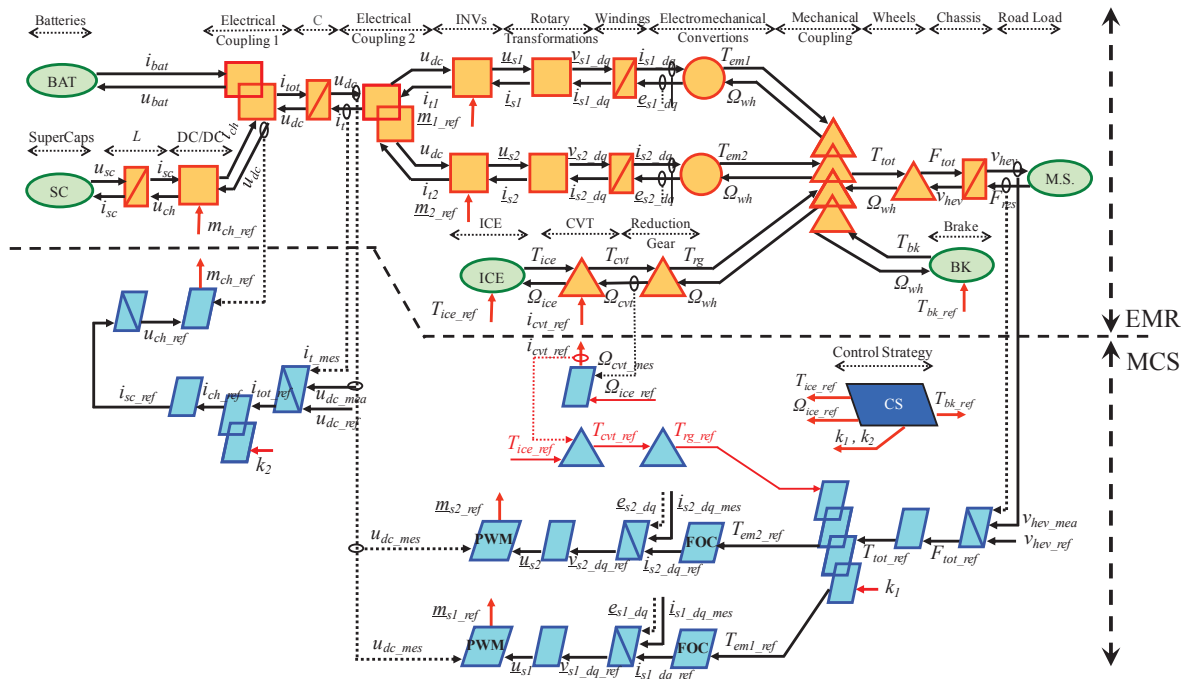 Batteries
Electrical
Coupling 1
C
Electrical
Coupling 2
INVs
Rotary
Transformations
Windings
Electromechanical
Convertions
Mechanical
Coupling
Wheels
Chassis
Road Load
BAT
i_bat
u_bat
i_tot
u_dc
u_dc
i_t
u_dc
i_t1
u_s1
i_s1
v_s1_dq
i_s1_dq
i_s1_dq
e_s1_dq
T_em1
Ω_wh
m_1_ref
SuperCaps
L
DC/DC
SC
u_sc
i_sc
i_sc
u_ch
i_ch
u_dc
m_ch_ref
u_dc
i_t2
u_s2
i_s2
v_s2_dq
i_s2_dq
i_s2_dq
e_s2_dq
T_em2
Ω_wh
m_2_ref
T_tot
Ω_wh
F_tot
v_hev
v_hev
F_res
M.S.
ICE
CVT
Reduction
Gear
ICE
T_ice
Ω_ice
T_cvt
Ω_cvt
T_rg
Ω_wh
T_ice_ref
i_cvt_ref
T_bk
Ω_wh
Brake
BK
T_bk_ref
EMR
MCS
m_ch_ref
u_ch_ref
i_sc_ref
i_ch_ref
i_tot_ref
i_t_mes
u_dc_mea
u_dc_ref
k_2
i_cvt_ref
Ω_cvt_mes
Ω_ice_ref
Control Strategy
CS
T_ice_ref
Ω_ice_ref
k_1 , k_2
T_bk_ref
T_ice_ref
T_cvt_ref
T_rg_ref
m_s2_ref
e_s2_dq
i_s2_dq_mes
u_dc_mes
PWM
u_s2
v_s2_dq_ref
i_s2_dq_ref
FOC
T_em2_ref
T_tot_ref
F_tot_ref
v_hev_mea
v_hev_ref
k_1
m_s1_ref
e_s1_dq
i_s1_dq_mes
u_dc_mes
PWM
u_s1
v_s1_dq_ref
i_s1_dq_ref
FOC
T_em1_ref